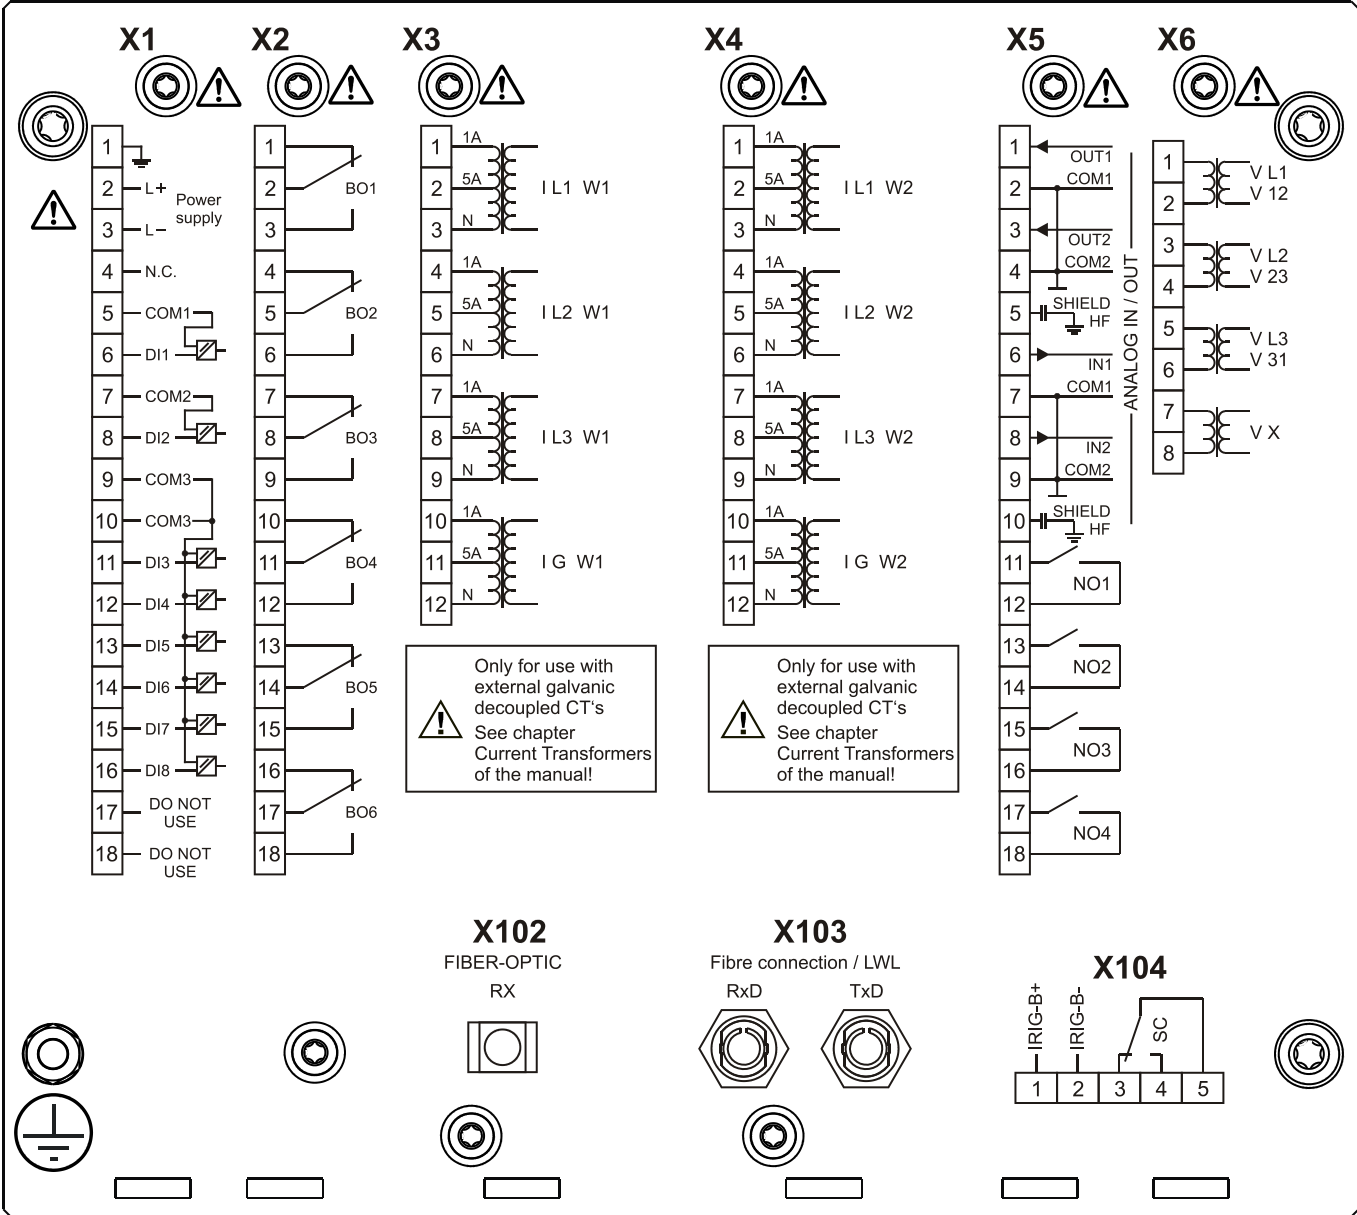 X1 X2 X3 X4 X5 X6
1
2 L+
3 L–
Power
supply
4 N.C.
5 COM1
6 DI1
7 COM2
8 DI2
9 COM3
10 COM3
11 DI3
12 DI4
13 DI5
14 DI6
15 DI7
16 DI8
17 DO NOT
USE
18 DO NOT
USE
1
2 BO1
3
4
5 BO2
6
7
8 BO3
9
10
11 BO4
12
13
14 BO5
15
16
17 BO6
18
1 1A
2 5A I L1 W1
3 N
4 1A
5 5A I L2 W1
6 N
7 1A
8 5A I L3 W1
9 N
10 1A
11 5A I G W1
12 N
Only for use with
external galvanic
decoupled CT‘s
See chapter
Current Transformers
of the manual!
1 1A
2 5A I L1 W2
3 N
4 1A
5 5A I L2 W2
6 N
7 1A
8 5A I L3 W2
9 N
10 1A
11 5A I G W2
12 N
Only for use with
external galvanic
decoupled CT‘s
See chapter
Current Transformers
of the manual!
1 OUT1
2 COM1
3 OUT2
4 COM2
5 SHIELD
HF
6 IN1
7 COM1
8 IN2
9 COM2
10 SHIELD
HF
ANALOG IN / OUT
11
NO1
12
13
NO2
14
15
NO3
16
17
NO4
18
1 V L1
2 V 12
3 V L2
4 V 23
5 V L3
6 V 31
7
V X
8
X102
FIBER-OPTIC
RX
X103
Fibre connection / LWL
RxD TxD
X104
IRIG-B+
IRIG-B-
SC
1 2 3 4 5